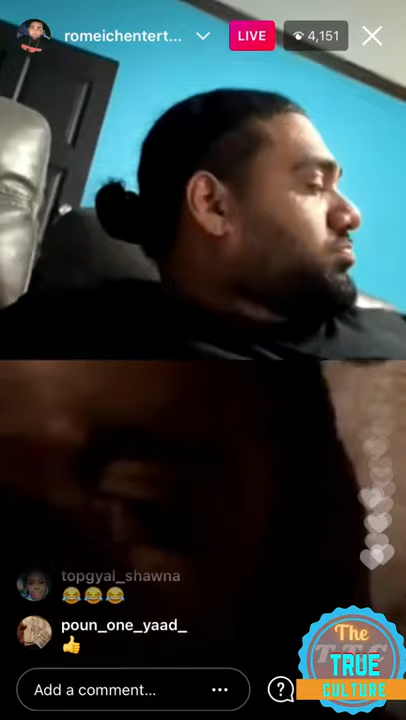 romeichentert...
LIVE
4,151
topgyal_shawna
😂😂😂
poun_one_yaad_
👍
Add a comment...
The
T.T.C
TRUE
CULTURE